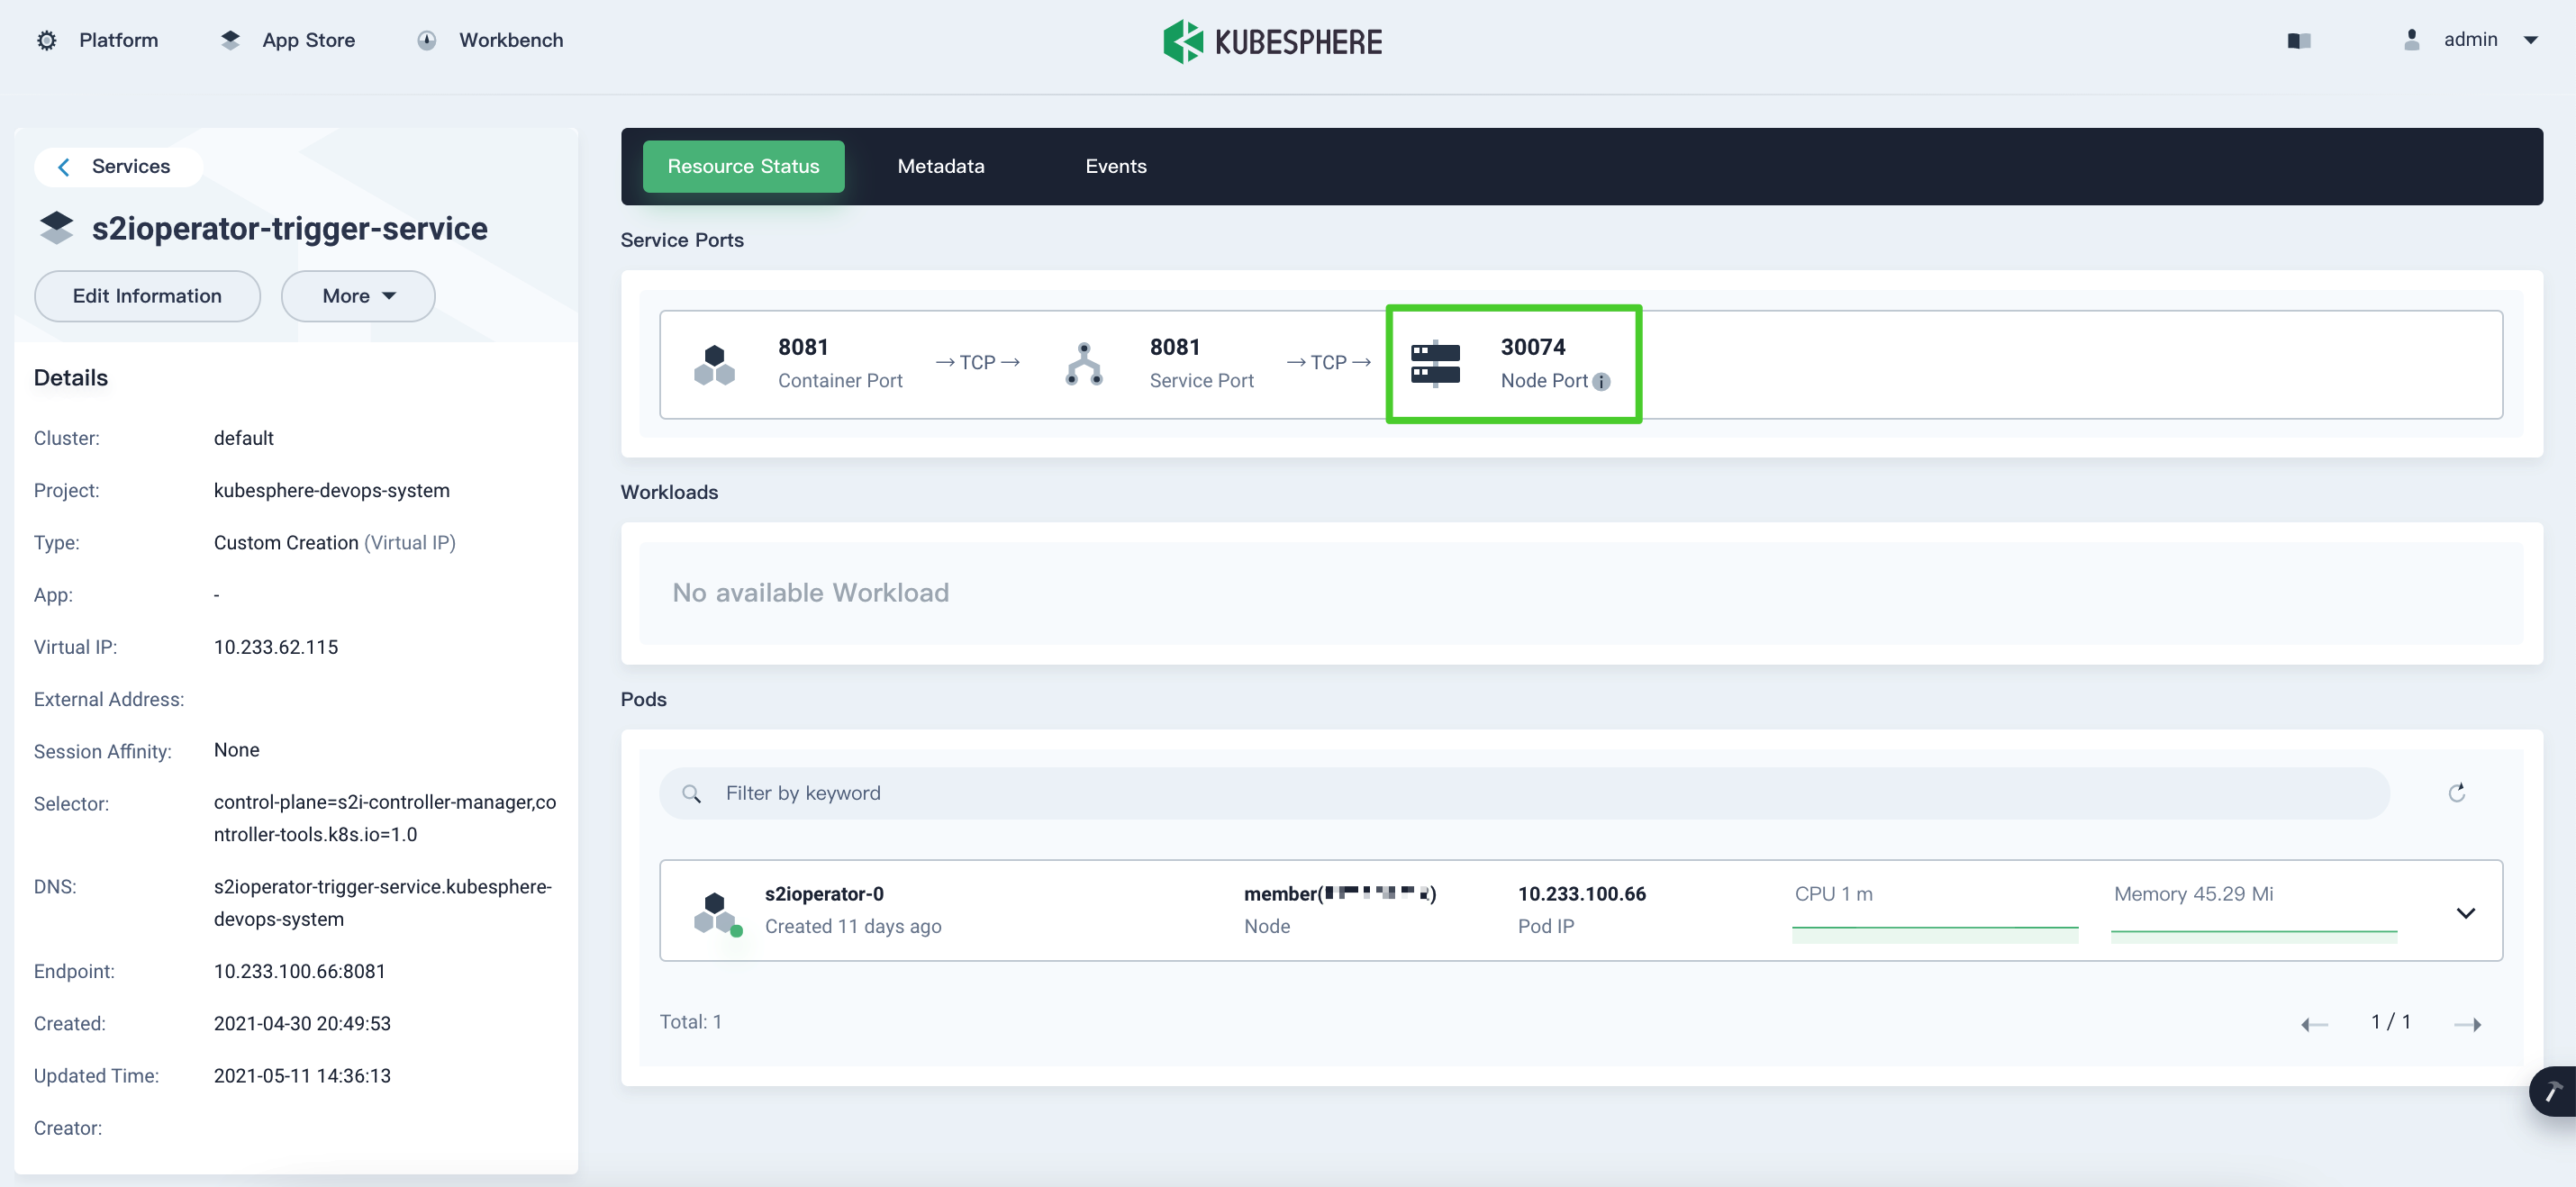 Platform
App Store
Workbench
KUBESPHERE
admin
Services
s2ioperator-trigger-service
Edit Information
More
Details
Cluster: default
Project: kubesphere-devops-system
Type: Custom Creation (Virtual IP)
App: -
Virtual IP: 10.233.62.115
External Address:
Session Affinity: None
Selector: control-plane=s2i-controller-manager,co
ntroller-tools.k8s.io=1.0
DNS: s2ioperator-trigger-service.kubesphere-
devops-system
Endpoint: 10.233.100.66:8081
Created: 2021-04-30 20:49:53
Updated Time: 2021-05-11 14:36:13
Creator:
Resource Status
Metadata
Events
Service Ports
8081
Container Port
→ TCP →
8081
Service Port
→ TCP →
30074
Node Port
Workloads
No available Workload
Pods
Filter by keyword
s2ioperator-0
Created 11 days ago
member( )
Node
10.233.100.66
Pod IP
CPU 1 m
Memory 45.29 Mi
Total: 1
1 / 1